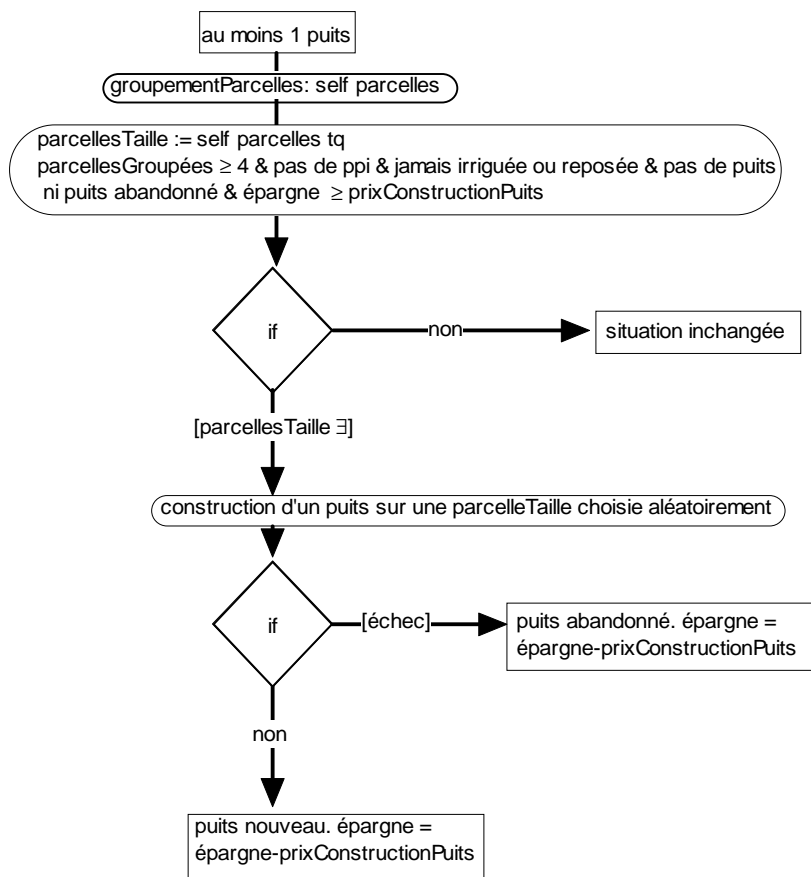 au moins 1 puits
groupementParcelles: self parcelles
parcellesTaille := self parcelles tq
parcellesGroupées ≥ 4 & pas de ppi & jamais irriguée ou reposée & pas de puits
ni puits abandonné & épargne ≥ prixConstructionPuits
if
non
situation inchangée
[parcellesTaille ∃]
construction d'un puits sur une parcelleTaille choisie aléatoirement
if
[échec]
puits abandonné. épargne =
épargne-prixConstructionPuits
non
puits nouveau. épargne =
épargne-prixConstructionPuits